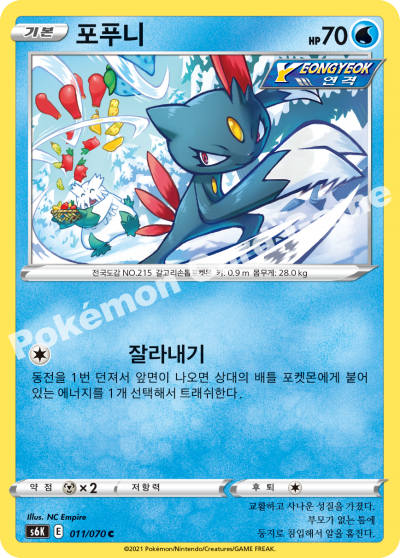 기본 포푸니 HP 70
YEONGYEOK
연격
전국도감 NO.215 갈고리손톱포켓몬 키: 0.9 m 몸무게: 28.0 kg
Pokémon Card Game
잘라내기
동전을 1번 던져서 앞면이 나오면 상대의 배틀 포켓몬에게 붙어
있는 에너지를 1개 선택해서 트래쉬한다.
약점 ×2 저항력 후퇴
Illus. NC Empire
s6K E 011/070 C
교활하고 사나운 성질을 가졌다.
부모가 없는 틈에
둥지로 잠입해서 알을 훔친다.
©2021 Pokémon/Nintendo/Creatures/GAME FREAK.